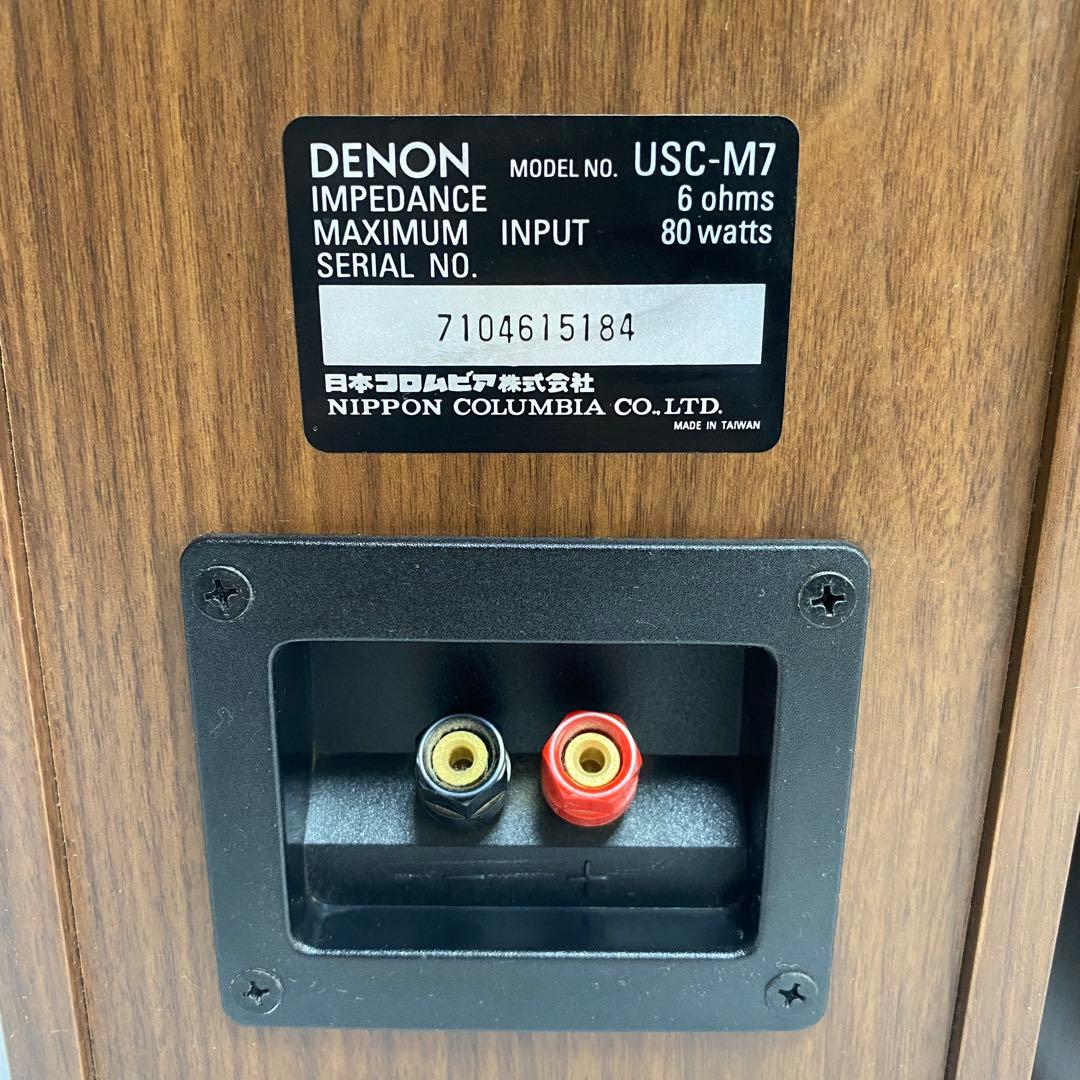 DENON MODEL NO. USC-M7
IMPEDANCE 6 ohms
MAXIMUM INPUT 80 watts
SERIAL NO.
7104615184
日本コロムビア株式会社
NIPPON COLUMBIA CO., LTD.
MADE IN TAIWAN
− +